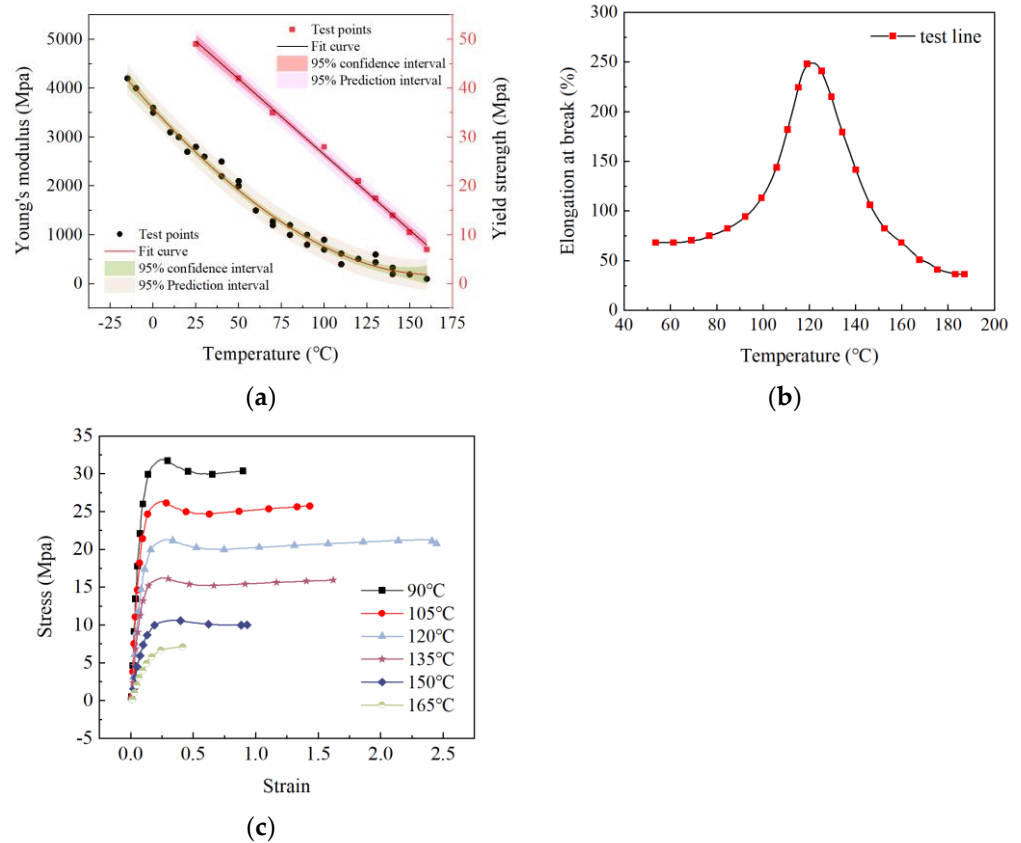 Test points
Fit curve
95% confidence interval
95% Prediction interval
Test points
Fit curve
95% confidence interval
95% Prediction interval
5000
4000
3000
2000
1000
0
Young's modulus (Mpa)
50
40
30
20
10
0
Yield strength (Mpa)
-25 0 25 50 75 100 125 150 175
Temperature (℃)
(a)
test line
300
250
200
150
100
50
0
Elongation at break (%)
40 60 80 100 120 140 160 180 200
Temperature (℃)
(b)
35
30
25
20
15
10
5
0
-5
Stress (Mpa)
90℃
105℃
120℃
135℃
150℃
165℃
0.0 0.5 1.0 1.5 2.0 2.5
Strain
(c)